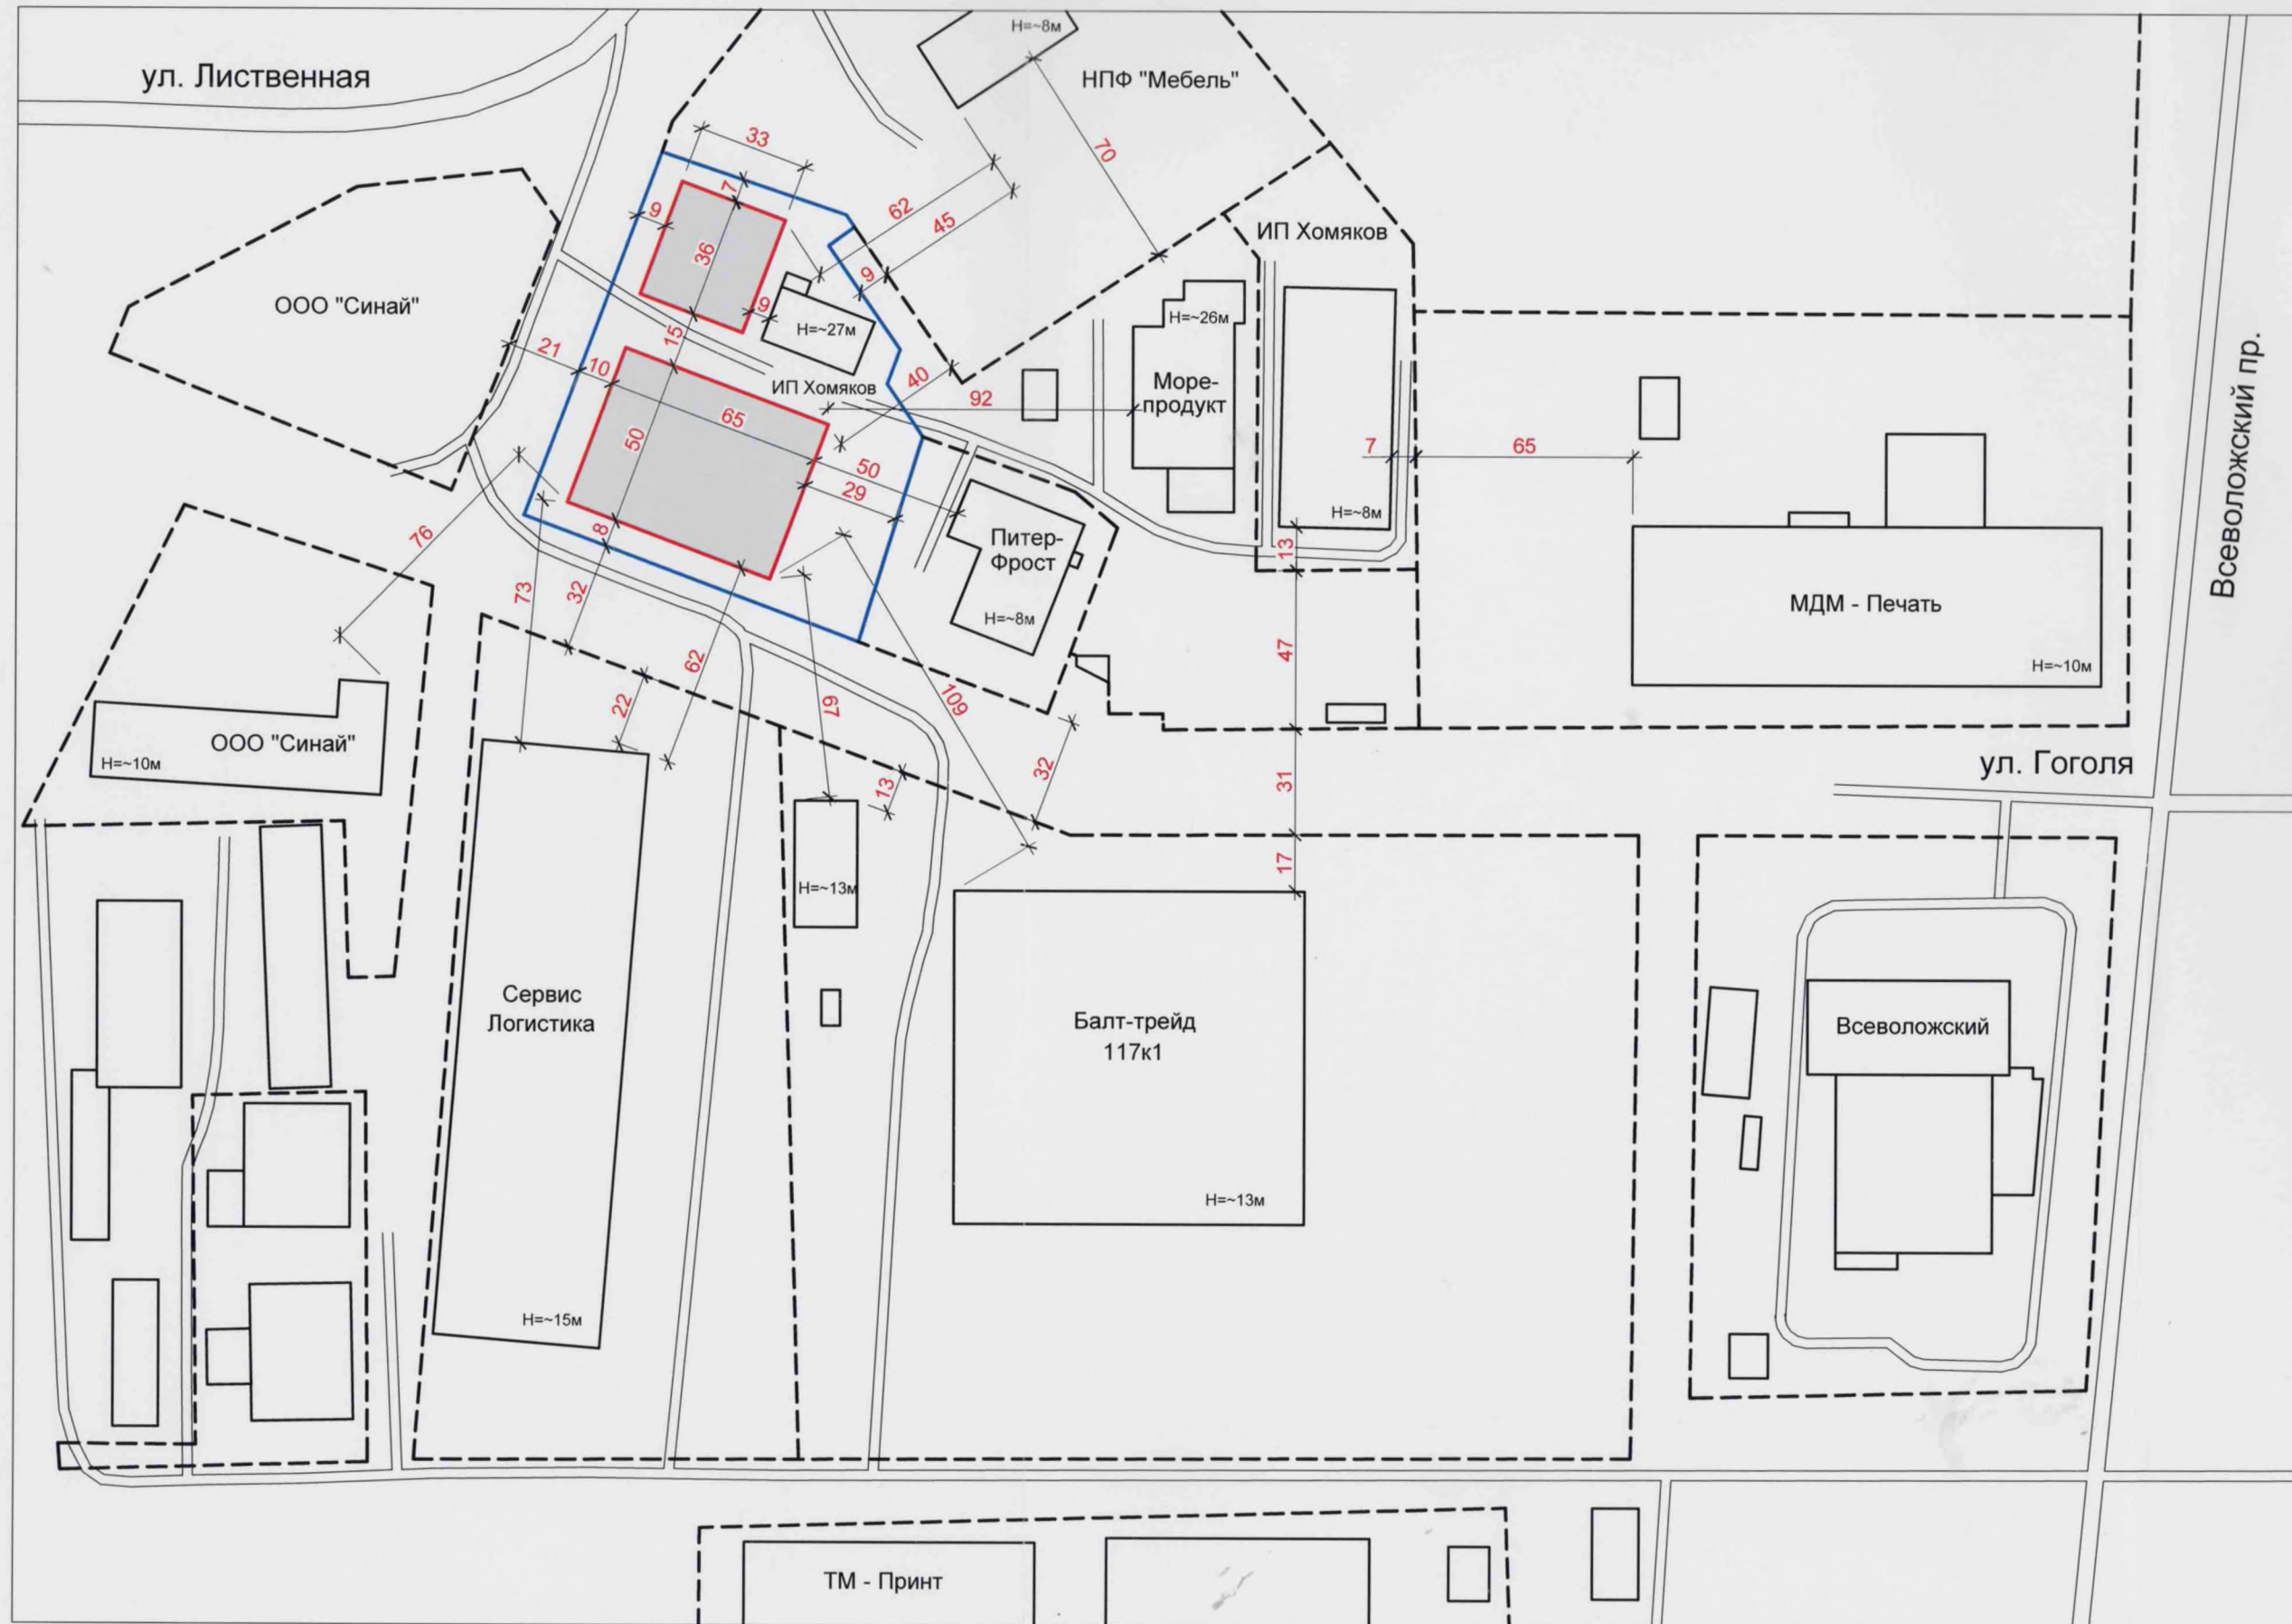 H=~8м
ул. Лиственная
НПФ "Мебель"
33
70
7
9
62
45
ИП Хомяков
36
9
ООО "Синай"
9
H=~27м
H=~26м
15
21
10
ИП Хомяков
40
92
Море-
продукт
65
50
7
65
50
29
H=~8м
Всеволожский пр.
76
8
Питер-
Фрост
13
73
32
H=~8м
МДМ - Печать
47
62
H=~10м
22
67
109
ООО "Синай"
H=~10м
32
31
ул. Гоголя
13
17
H=~13м
Сервис
Логистика
Балт-трейд
117к1
Всеволожский
H=~13м
H=~15м
ТМ - Принт